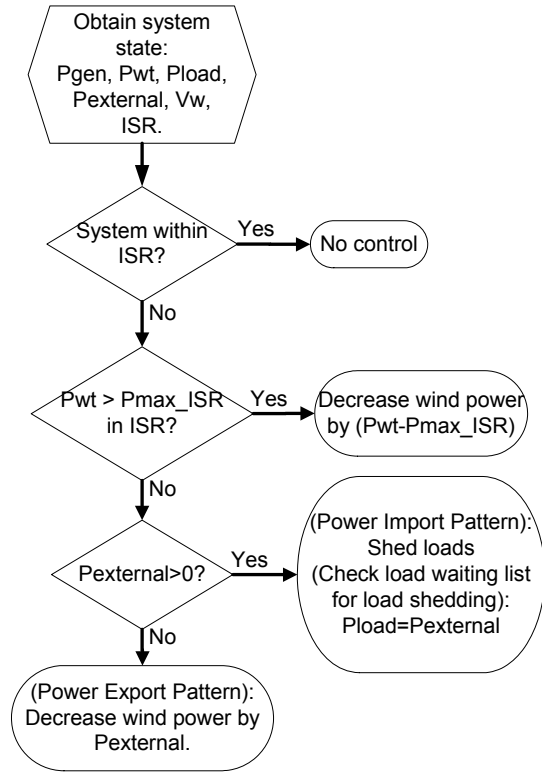 Obtain system
state:
Pgen, Pwt, Pload,
Pexternal, Vw,
ISR.
System within
ISR?
Yes
No control
No
Pwt > Pmax_ISR
in ISR?
Yes
Decrease wind power
by (Pwt-Pmax_ISR)
No
Pexternal>0?
Yes
(Power Import Pattern):
Shed loads
(Check load waiting list
for load shedding):
Pload=Pexternal
No
(Power Export Pattern):
Decrease wind power by
Pexternal.